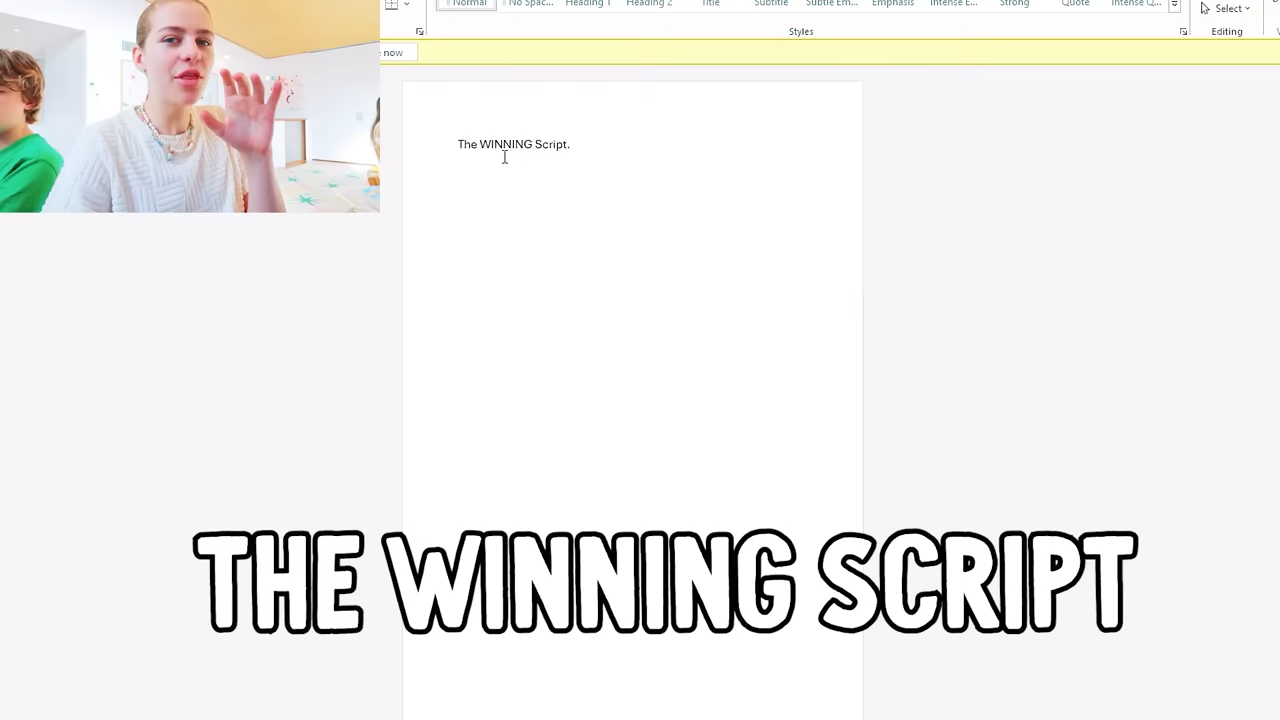 Normal
No Spac...
Heading 1
Heading 2
Title
Subtitle
Subtle Em...
Emphasis
Intense E...
Strong
Quote
Intense Q...
Select
Styles
Editing
now
The WINNING Script.
THE WINNING SCRIPT